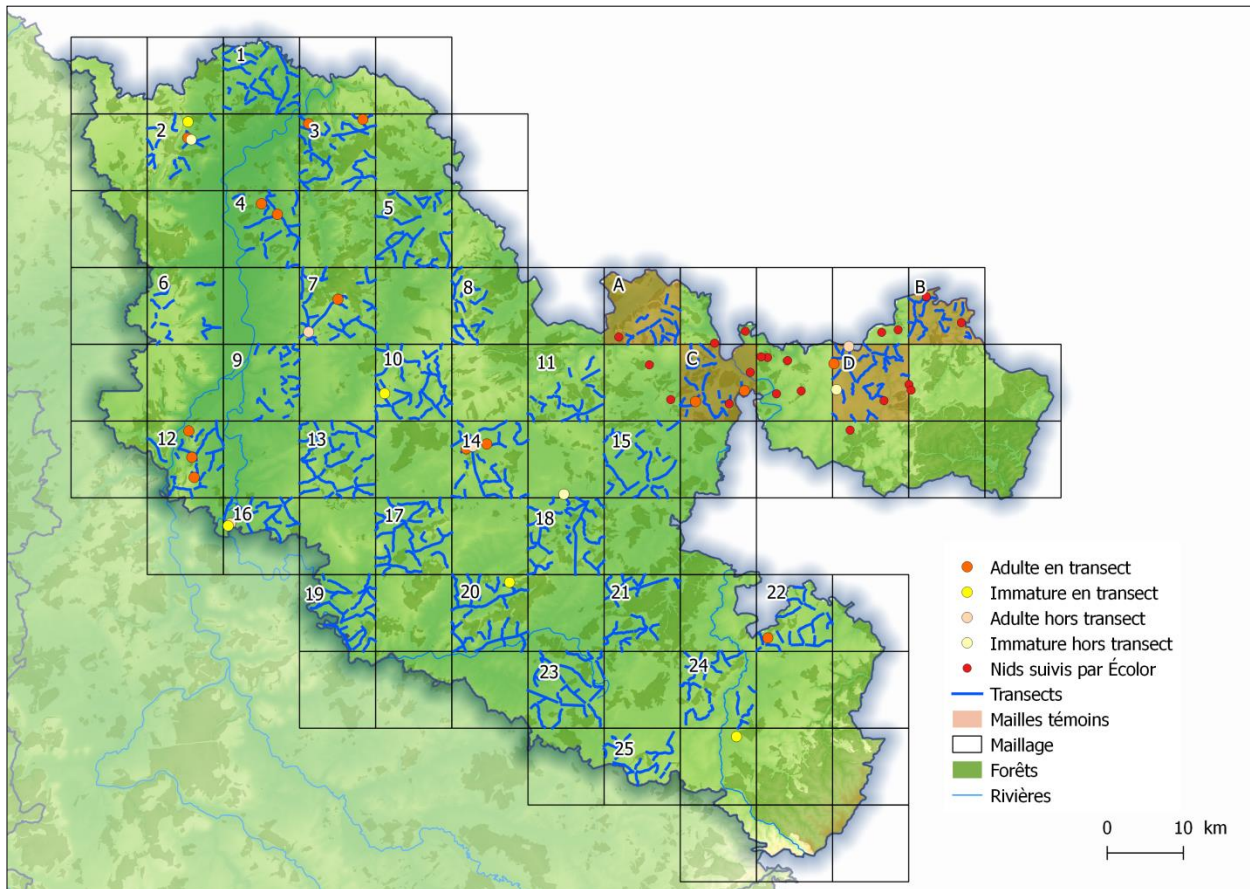 1
2
3
4
5
6
7
8
A
B
9
10
11
C
D
12
13
14
15
16
17
18
19
20
21
22
23
24
25
Adulte en transect
Immature en transect
Adulte hors transect
Immature hors transect
Nids suivis par Écolor
Transects
Mailles témoins
Maillage
Forêts
Rivières
0 10 km